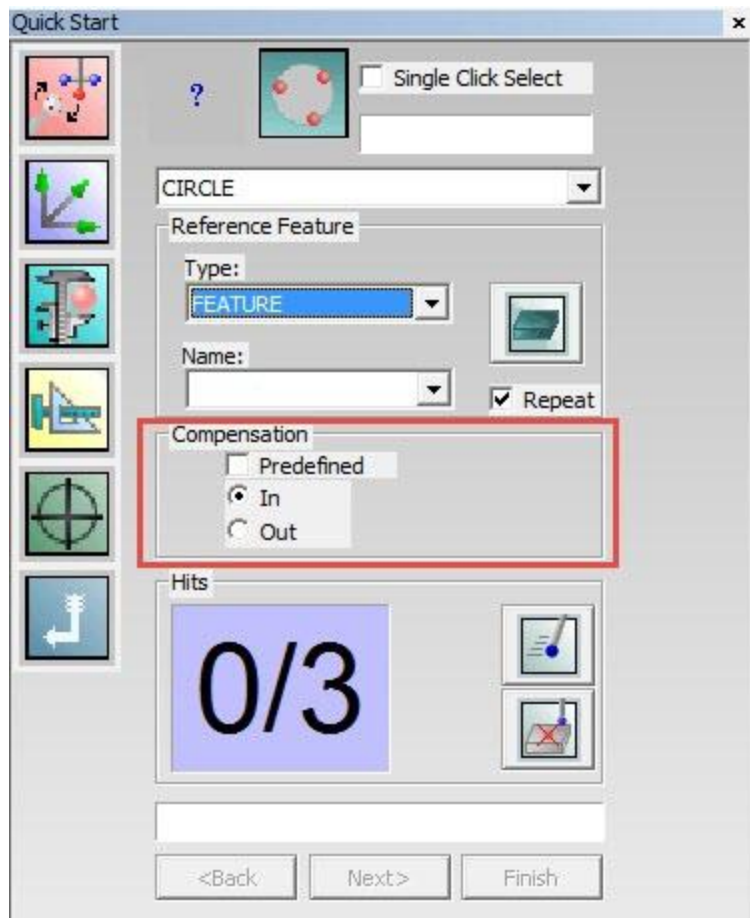 Quick Start
x
?
Single Click Select
CIRCLE
Reference Feature
Type:
FEATURE
Name:
Repeat
Compensation
Predefined
In
Out
Hits
0/3
<Back
Next>
Finish